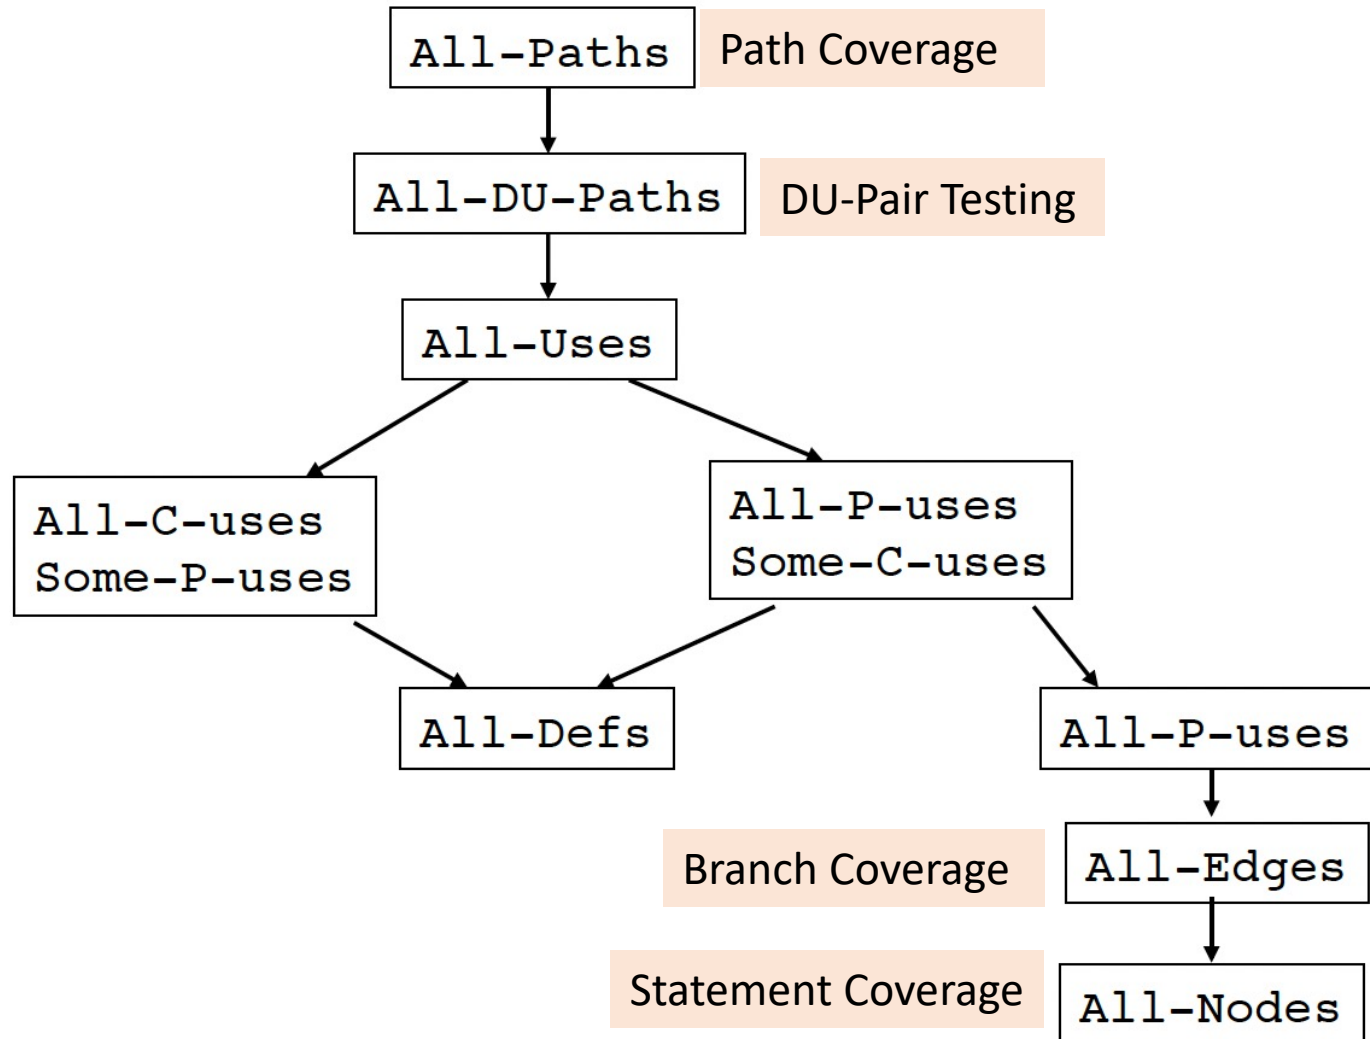 All-Paths
Path Coverage
All-DU-Paths
DU-Pair Testing
All-Uses
All-C-uses
Some-P-uses
All-P-uses
Some-C-uses
All-Defs
All-P-uses
Branch Coverage
All-Edges
Statement Coverage
All-Nodes